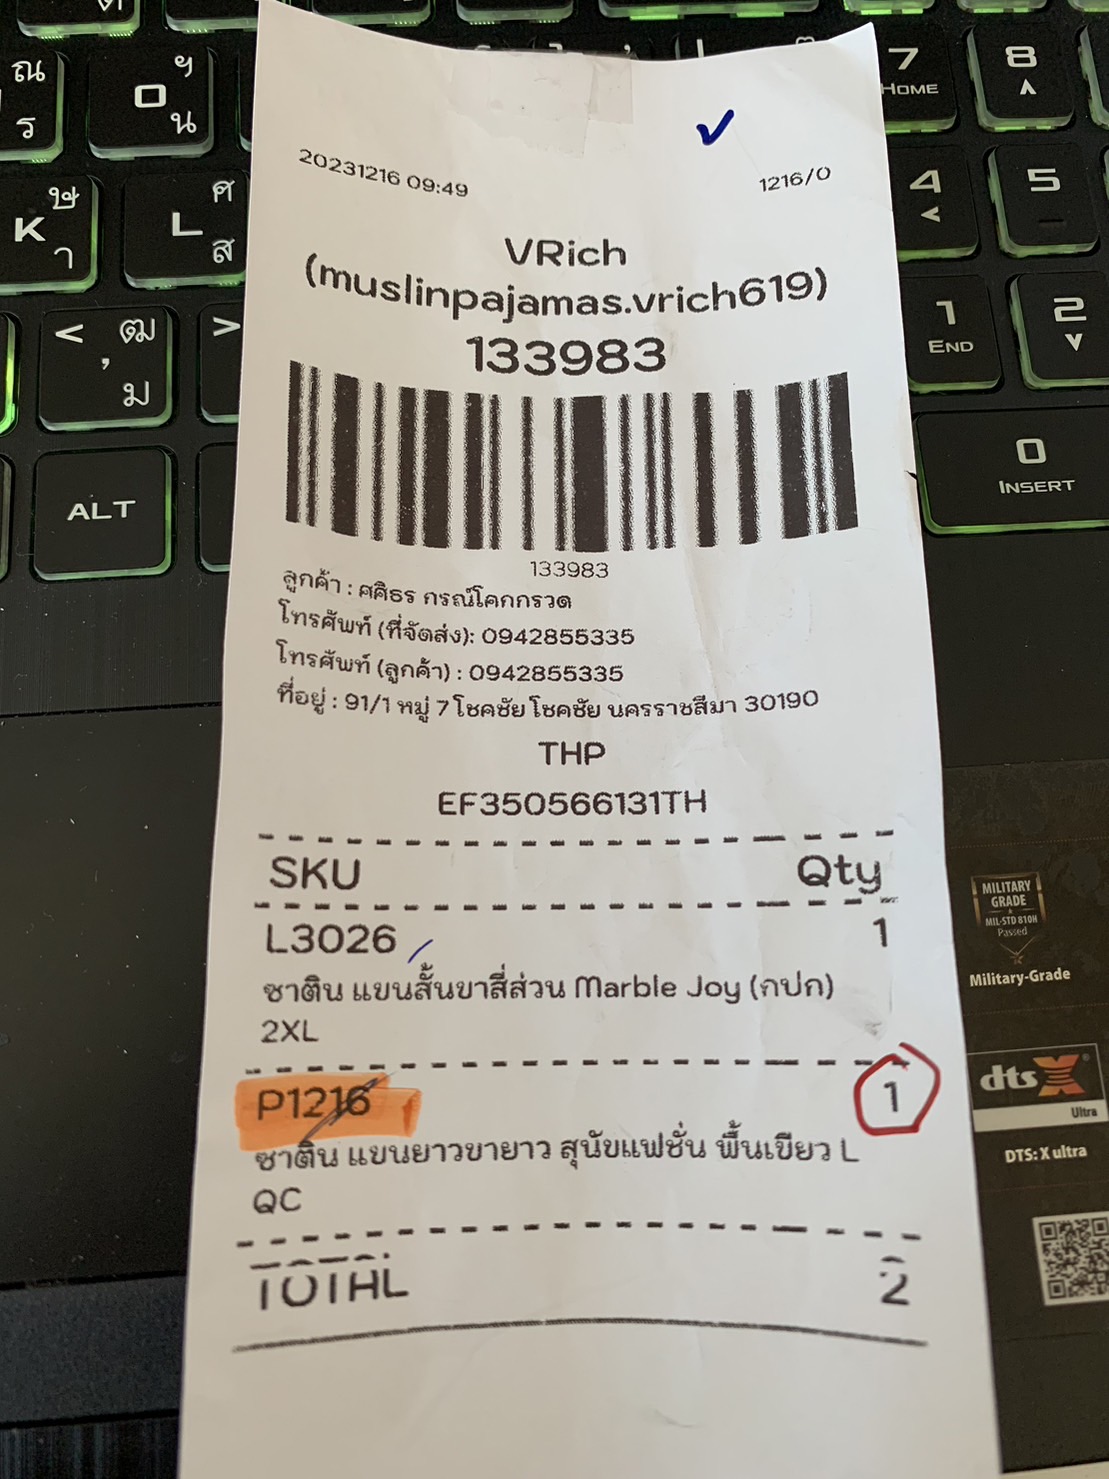 ณ
ร
ฯ
น
7
HOME
8
K
ษ
า
L
ศ
ส
4
<
5
<
,
ฒ
ม
>
1
END
2
ALT
0
INSERT
20231216 09:49
1216/0
VRich
(muslinpajamas.vrich619)
133983
133983
ลูกค้า : ศศิธร กรณ์โคกกรวด
โทรศัพท์ (ที่จัดส่ง): 0942855335
โทรศัพท์ (ลูกค้า) : 0942855335
ที่อยู่ : 91/1 หมู่ 7 โชคชัย โชคชัย นครราชสีมา 30190
THP
EF350566131TH
SKU Qty
L3026 1
ซาติน แขนสั้นขาสี่ส่วน Marble Joy (กปก)
2XL
P1216 1
ซาติน แขนยาวขายาว สุนัขแฟชั่น พื้นเขียว L
QC
TOTAL 2
MILITARY
GRADE
MIL-STD 810H
Passed
Military-Grade
dts X
Ultra
DTS: X ultra